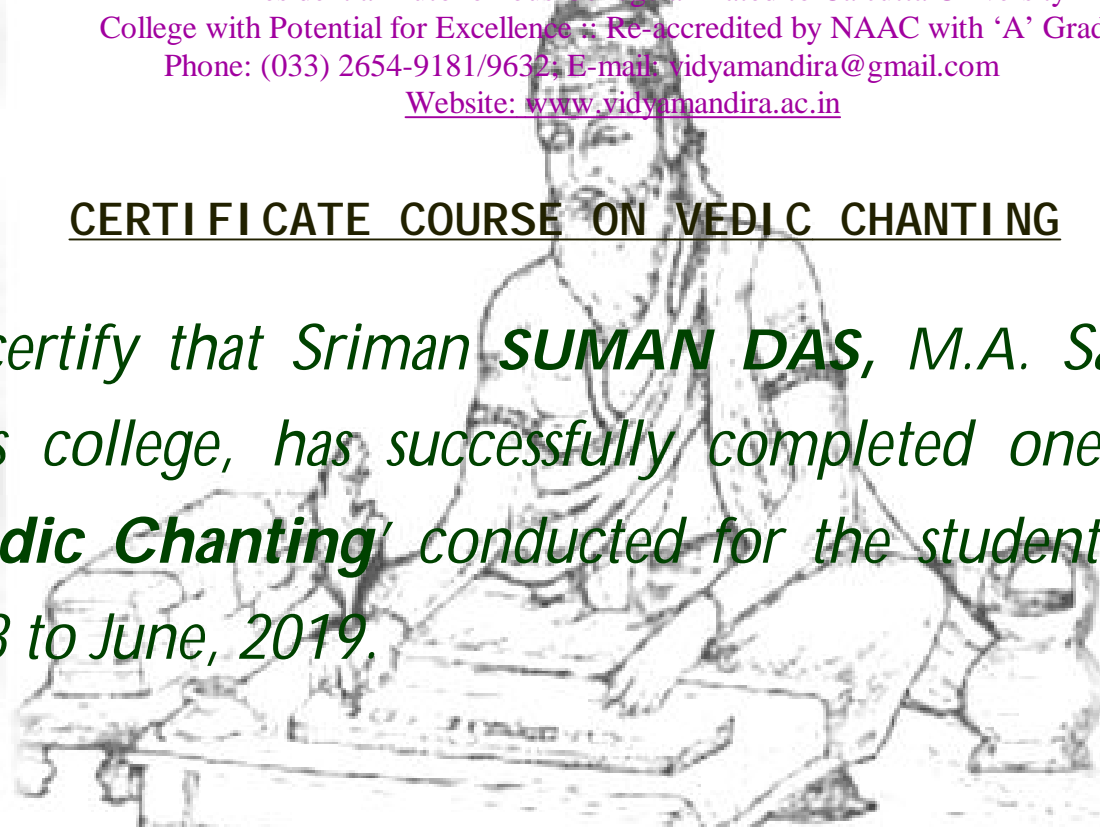 College with Potential for Excellence :: Re-accredited by NAAC with ‘A’ Grad
Phone: (033) 2654-9181/9632; E-mail: vidyamandira@gmail.com
Website: www.vidyamandira.ac.in
CERTIFICATE COURSE ON VEDIC CHANTING
certify that Sriman SUMAN DAS, M.A. Sa
s college, has successfully completed one
dic Chanting’ conducted for the student
8 to June, 2019.